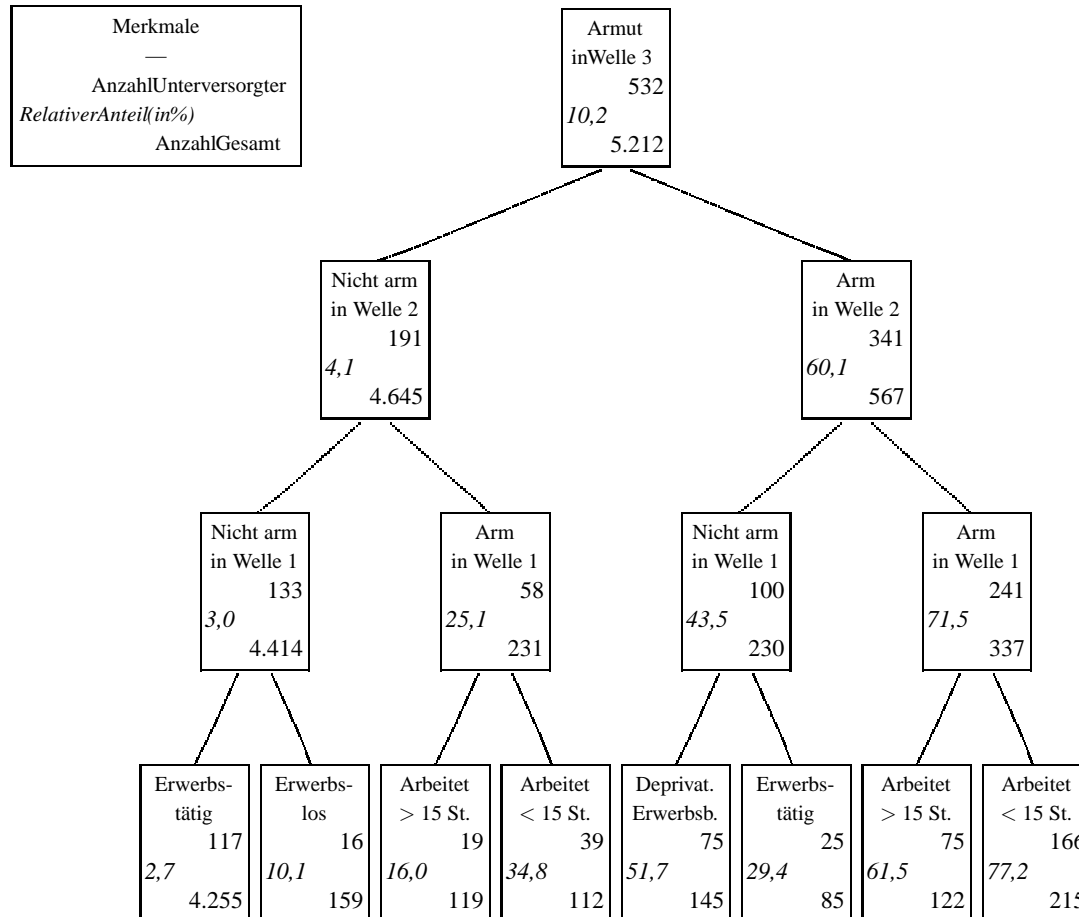 Merkmale
—
AnzahlUnterversorgter
RelativerAnteil(in%)
AnzahlGesamt
Armut
inWelle 3
532
10,2
5.212
Nicht arm
in Welle 2
191
4,1
4.645
Arm
in Welle 2
341
60,1
567
Nicht arm
in Welle 1
133
3,0
4.414
Arm
in Welle 1
58
25,1
231
Nicht arm
in Welle 1
100
43,5
230
Arm
in Welle 1
241
71,5
337
Erwerbs-
tätig
117
2,7
4.255
Erwerbs-
los
16
10,1
159
Arbeitet
> 15 St.
19
16,0
119
Arbeitet
< 15 St.
39
34,8
112
Deprivat.
Erwerbsb.
75
51,7
145
Erwerbs-
tätig
25
29,4
85
Arbeitet
> 15 St.
75
61,5
122
Arbeitet
< 15 St.
166
77,2
215